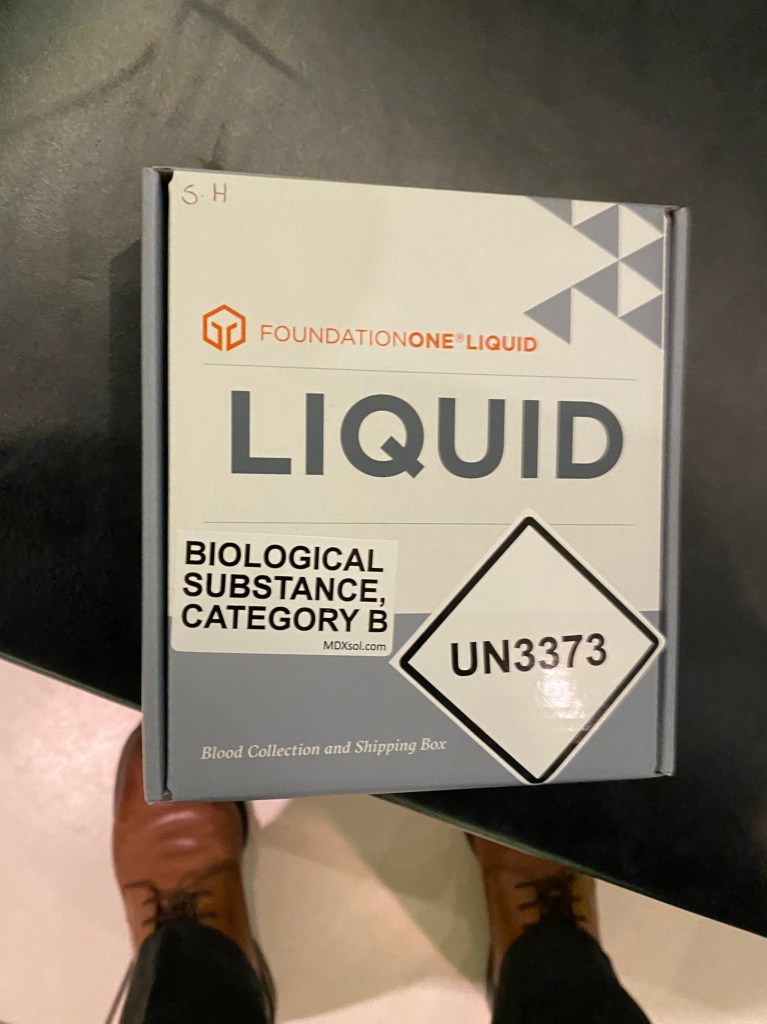 S. H
FOUNDATIONONE®LIQUID
LIQUID
BIOLOGICAL
SUBSTANCE,
CATEGORY B
MDXsol.com
UN3373
Blood Collection and Shipping Box